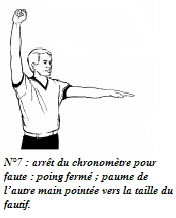 N°7 : arrêt du chronomètre pour
faute : poing fermé ; paume de
l’autre main pointée vers la taille du
fautif.